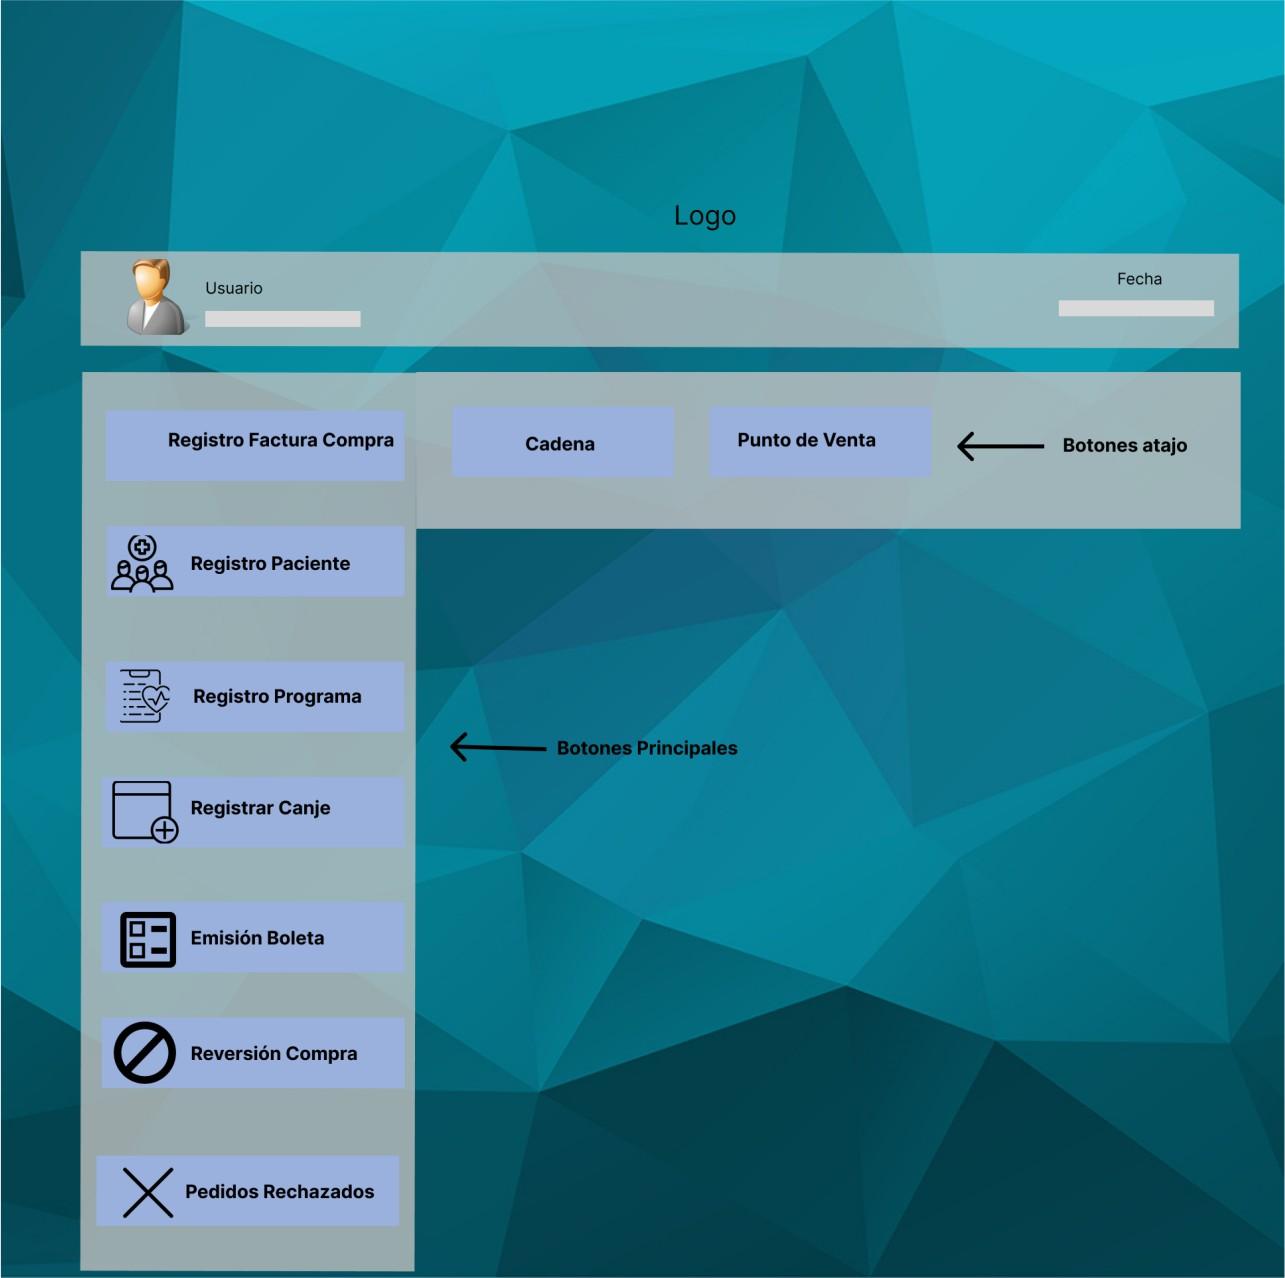 Logo
Usuario
Fecha
Registro Factura Compra
Cadena
Punto de Venta
Botones atajo
Registro Paciente
Registro Programa
Botones Principales
Registrar Canje
Emisión Boleta
Reversión Compra
Pedidos Rechazados